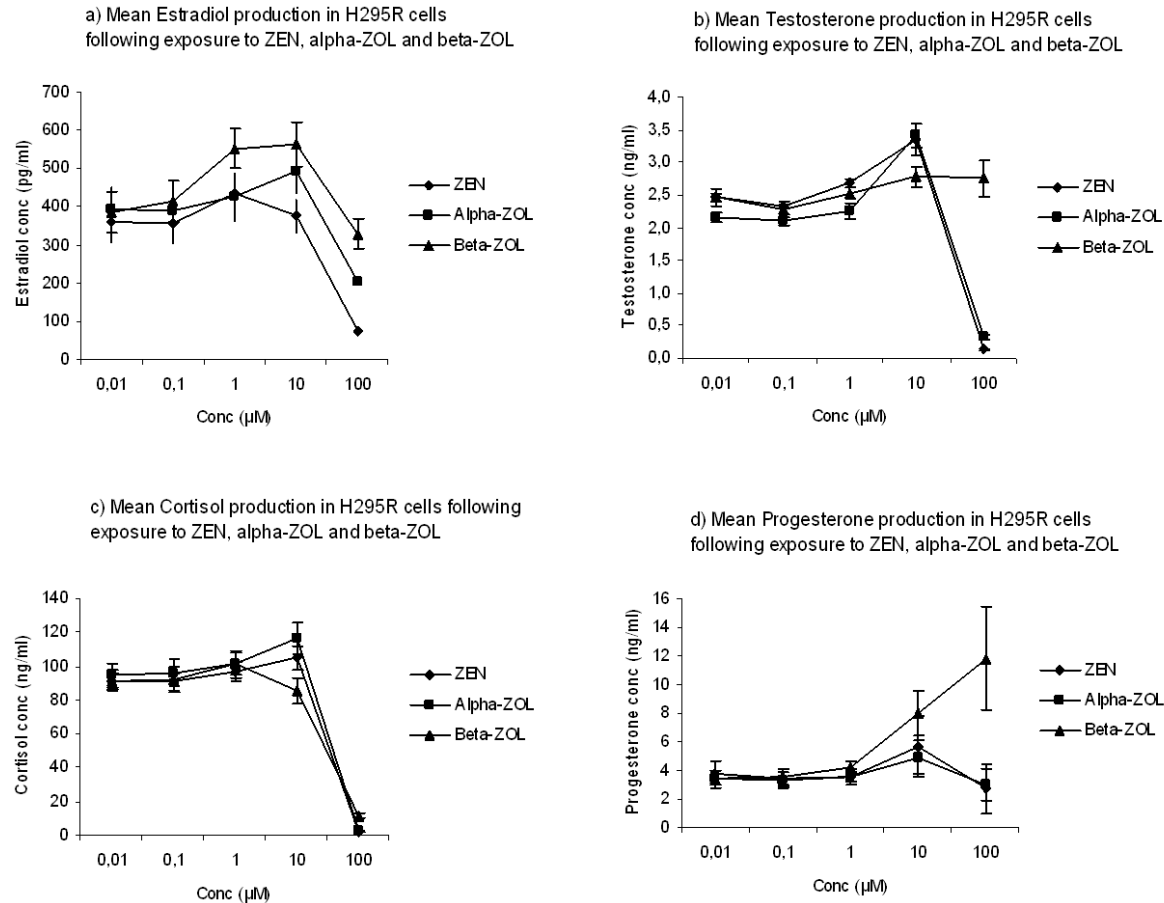 a) Mean Estradiol production in H295R cells
following exposure to ZEN, alpha-ZOL and beta-ZOL
700
600
500
400
300
200
100
0
Estradiol conc (pg/ml)
0,01 0,1 1 10 100
Conc (µM)
ZEN
Alpha-ZOL
Beta-ZOL
b) Mean Testosterone production in H295R cells
following exposure to ZEN, alpha-ZOL and beta-ZOL
4,0
3,5
3,0
2,5
2,0
1,5
1,0
0,5
0,0
Testosterone conc (ng/ml)
0,01 0,1 1 10 100
Conc (µM)
ZEN
Alpha-ZOL
Beta-ZOL
c) Mean Cortisol production in H295R cells following
exposure to ZEN, alpha-ZOL and beta-ZOL
140
120
100
80
60
40
20
0
Cortisol conc (ng/ml)
0,01 0,1 1 10 100
Conc (µM)
ZEN
Alpha-ZOL
Beta-ZOL
d) Mean Progesterone production in H295R cells
following exposure to ZEN, alpha-ZOL and beta-ZOL
16
14
12
10
8
6
4
2
0
Progesterone conc (ng/ml)
0,01 0,1 1 10 100
Conc (µM)
ZEN
Alpha-ZOL
Beta-ZOL